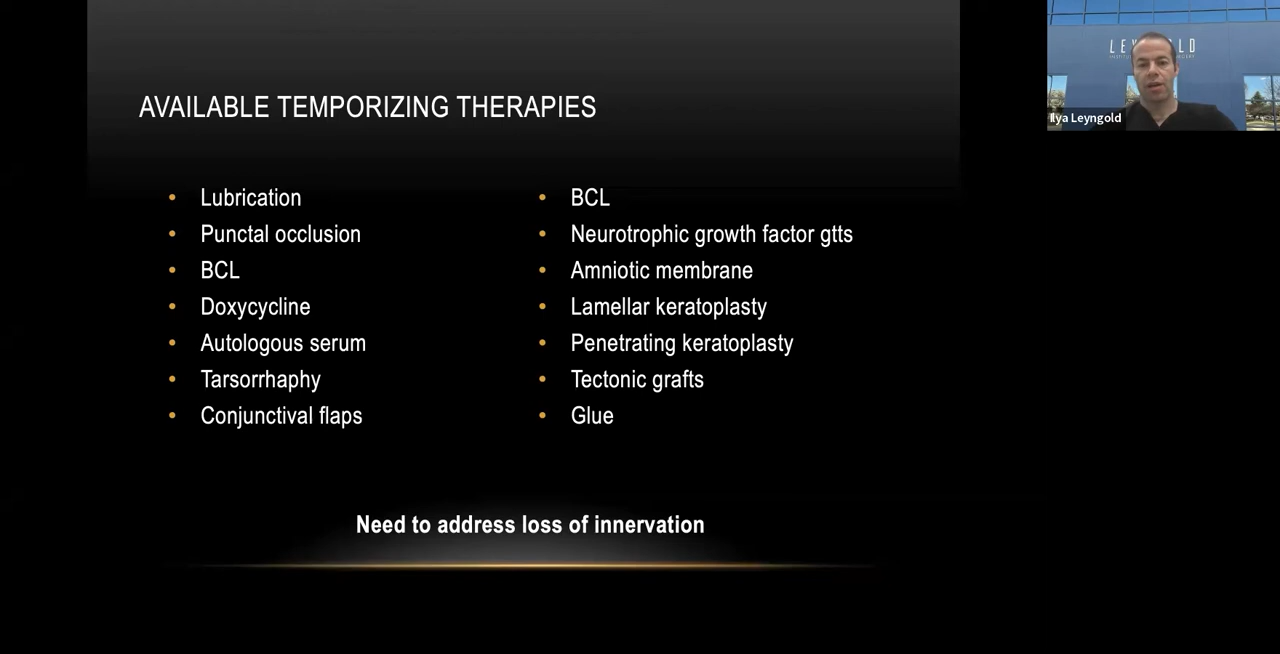 AVAILABLE TEMPORIZING THERAPIES
• Lubrication
• Punctal occlusion
• BCL
• Doxycycline
• Autologous serum
• Tarsorrhaphy
• Conjunctival flaps
• BCL
• Neurotrophic growth factor gtts
• Amniotic membrane
• Lamellar keratoplasty
• Penetrating keratoplasty
• Tectonic grafts
• Glue
Need to address loss of innervation
Ilya Leyngold